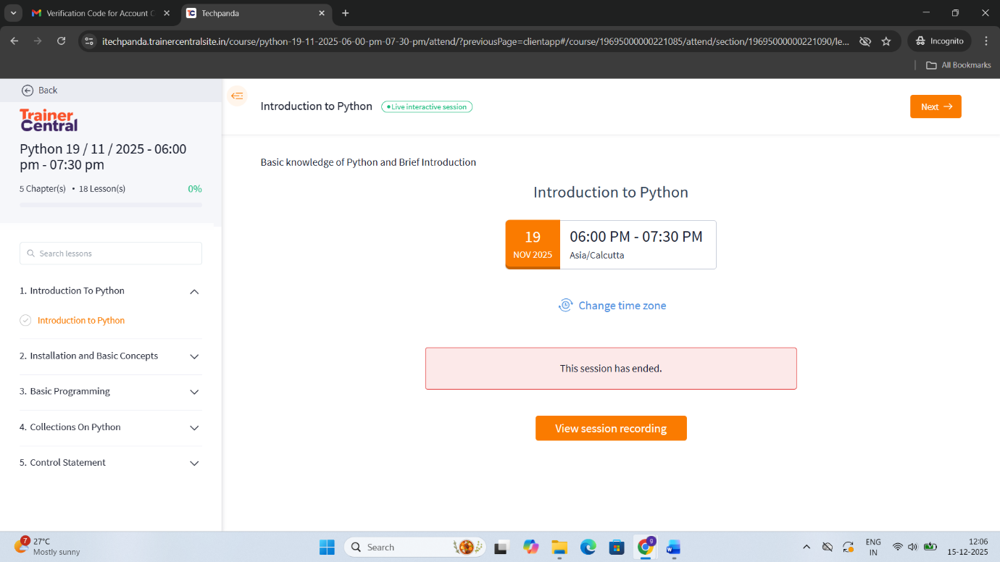 Verification Code for Account C
Techpanda
itechpanda.trainercentralsite.in/course/python-19-11-2025-06-00-pm-07-30-pm/attend/?previousPage=clientapp#/course/19695000000221085/attend/section/19695000000221090/le...
Incognito
All Bookmarks
Back
Trainer
Central
Python 19 / 11 / 2025 - 06:00
pm - 07:30 pm
5 Chapter(s) • 18 Lesson(s) 0%
Search lessons
1. Introduction To Python
Introduction to Python
2. Installation and Basic Concepts
3. Basic Programming
4. Collections On Python
5. Control Statement
Introduction to Python
Live interactive session
Next
Basic knowledge of Python and Brief Introduction
Introduction to Python
19
NOV 2025
06:00 PM - 07:30 PM
Asia/Calcutta
Change time zone
This session has ended.
View session recording
7
27°C
Mostly sunny
Search
g
W
ENG
IN
12:06
15-12-2025